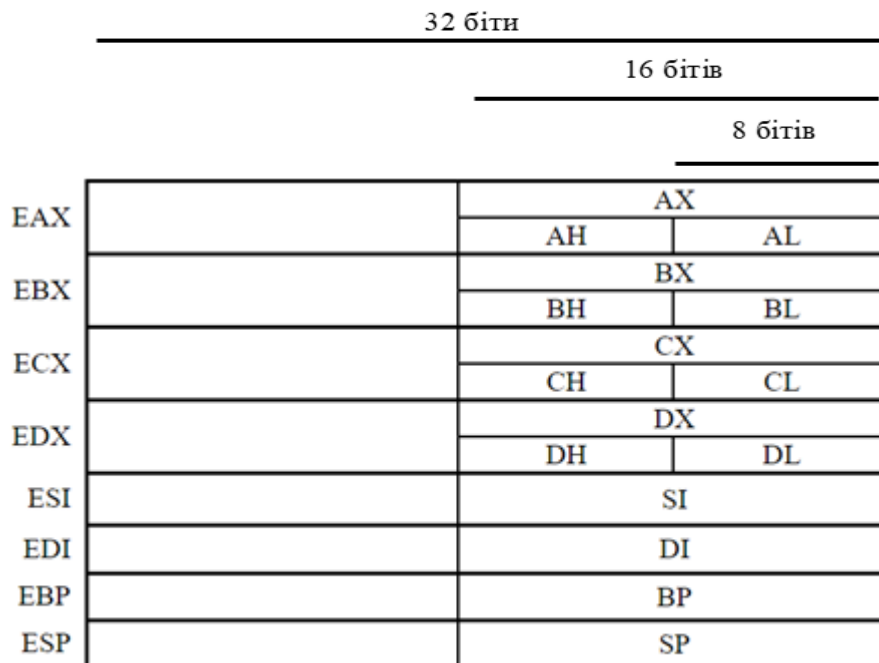 32 біти
16 бітів
8 бітів
EAX AX
AH AL
EBX BX
BH BL
ECX CX
CH CL
EDX DX
DH DL
ESI SI
EDI DI
EBP BP
ESP SP